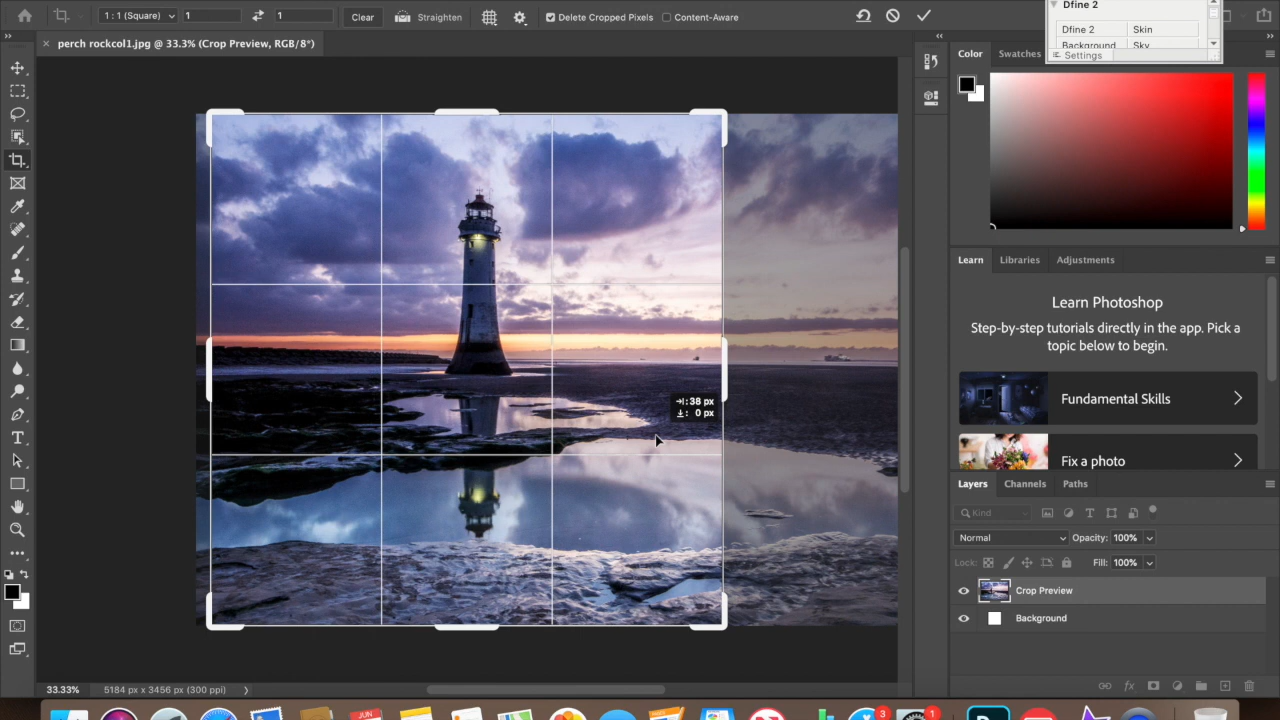 1 : 1 (Square) 1 1 Clear Straighten Delete Cropped Pixels Content-Aware
Dfine 2
Dfine 2 Skin
Background Sky
Settings
perch rockcol1.jpg @ 33.3% (Crop Preview, RGB/8*)
Color Swatches
Learn Libraries Adjustments
Learn Photoshop
Step-by-step tutorials directly in the app. Pick a
topic below to begin.
Fundamental Skills
Fix a photo
: 38 px
: 0 px
Layers Channels Paths
Kind
Normal Opacity: 100%
Lock: Fill: 100%
Crop Preview
Background
33.33% 5184 px x 3456 px (300 ppi)
JUN 3 1